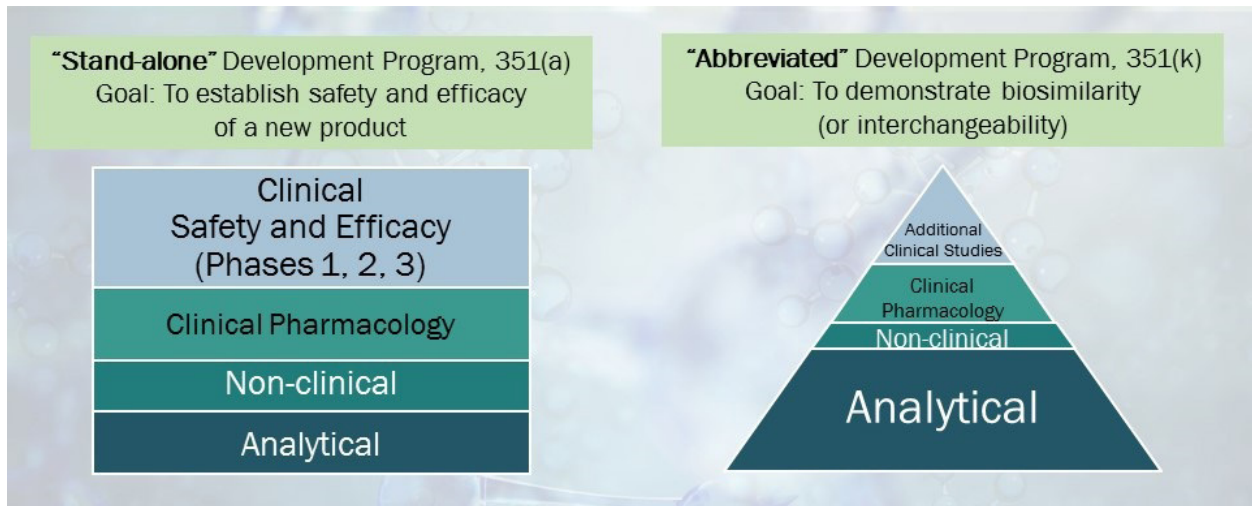 "Stand-alone" Development Program, 351(a)
Goal: To establish safety and efficacy
of a new product
Clinical
Safety and Efficacy
(Phases 1, 2, 3)
Clinical Pharmacology
Non-clinical
Analytical
"Abbreviated" Development Program, 351(k)
Goal: To demonstrate biosimilarity
(or interchangeability)
Additional
Clinical Studies
Clinical
Pharmacology
Non-clinical
Analytical